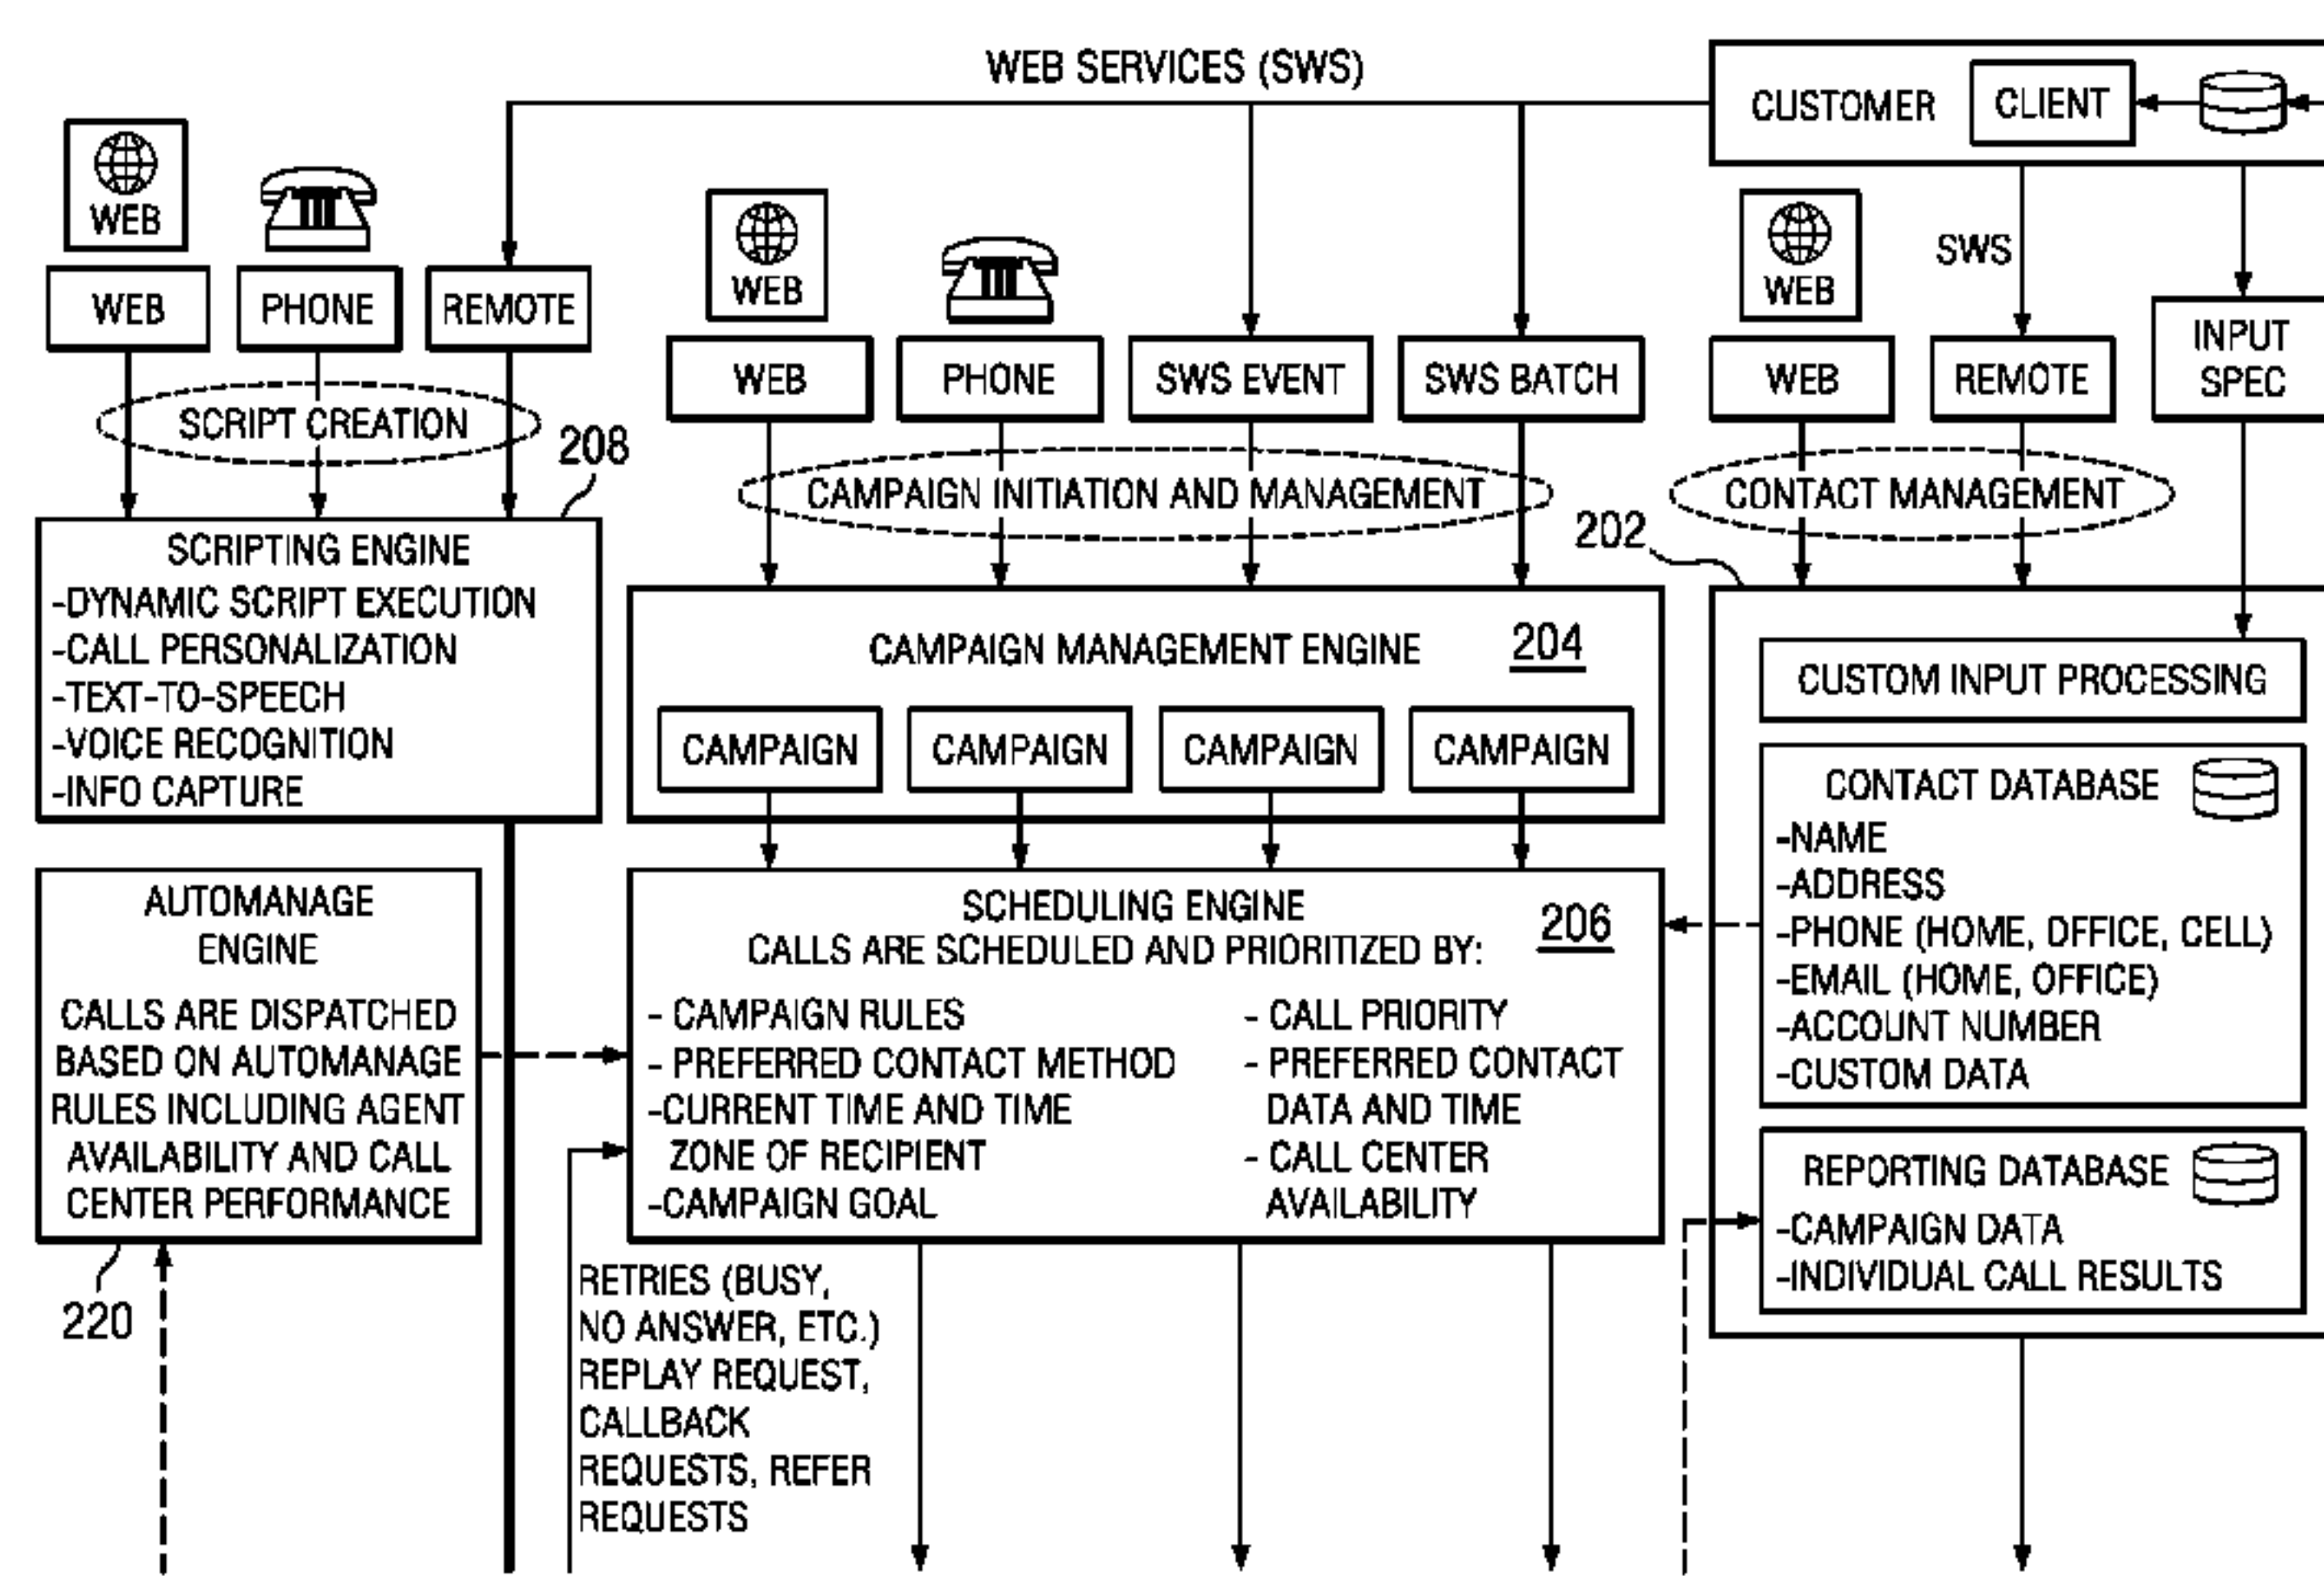 WEB SERVICES (SWS)
CUSTOMER
CLIENT
WEB
WEB
PHONE
REMOTE
SCRIPT CREATION
208
SCRIPTING ENGINE
-DYNAMIC SCRIPT EXECUTION
-CALL PERSONALIZATION
-TEXT-TO-SPEECH
-VOICE RECOGNITION
-INFO CAPTURE
WEB
WEB
PHONE
SWS EVENT
SWS BATCH
CAMPAIGN INITIATION AND MANAGEMENT
CAMPAIGN MANAGEMENT ENGINE
204
CAMPAIGN
CAMPAIGN
CAMPAIGN
CAMPAIGN
WEB
SWS
WEB
REMOTE
INPUT
SPEC
CONTACT MANAGEMENT
202
CUSTOM INPUT PROCESSING
CONTACT DATABASE
-NAME
-ADDRESS
-PHONE (HOME, OFFICE, CELL)
-EMAIL (HOME, OFFICE)
-ACCOUNT NUMBER
-CUSTOM DATA
REPORTING DATABASE
-CAMPAIGN DATA
-INDIVIDUAL CALL RESULTS
AUTOMANAGE
ENGINE
CALLS ARE DISPATCHED
BASED ON AUTOMANAGE
RULES INCLUDING AGENT
AVAILABILITY AND CALL
CENTER PERFORMANCE
220
SCHEDULING ENGINE
206
CALLS ARE SCHEDULED AND PRIORITIZED BY:
- CAMPAIGN RULES
- PREFERRED CONTACT METHOD
-CURRENT TIME AND TIME
ZONE OF RECIPIENT
-CAMPAIGN GOAL
- CALL PRIORITY
- PREFERRED CONTACT
DATA AND TIME
- CALL CENTER
AVAILABILITY
RETRIES (BUSY,
NO ANSWER, ETC.)
REPLAY REQUEST,
CALLBACK
REQUESTS, REFER
REQUESTS